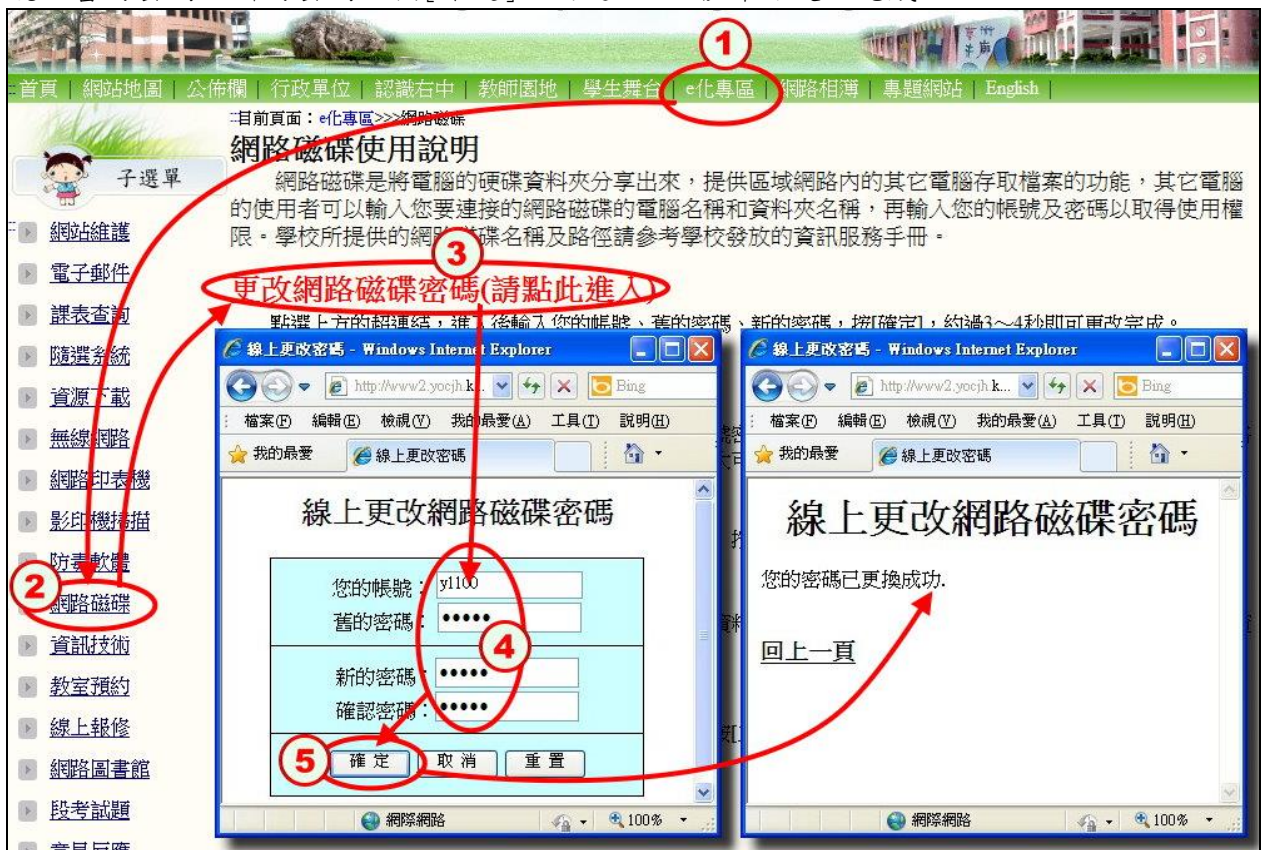 首頁 | 網站地圖 | 公佈欄 | 行政單位 | 認識右中 | 教師園地 | 學生舞台 | e化專區 | 網路相簿 | 專題網站 | English |
1
目前頁面：e化專區>>>網路磁碟
網路磁碟使用說明
子選單
網路磁碟是將電腦的硬碟資料夾分享出來，提供區域網路內的其它電腦存取檔案的功能，其它電腦
的使用者可以輸入您要連接的網路磁碟的電腦名稱和資料夾名稱，再輸入您的帳號及密碼以取得使用權
限。學校所提供的網路磁碟名稱及路徑請參考學校發放的資訊服務手冊。
3
更改網路磁碟密碼(請點此進入)
點選上方的超連結，進入後輸入您的帳號、舊的密碼、新的密碼，按[確定]，約過3～4秒即可更改完成。
網站維護
電子郵件
課表查詢
隨選系統
資源下載
無線網路
網路印表機
影印機掃描
防毒軟體
2
網路磁碟
資訊技術
教室預約
線上報修
網路圖書館
段考試題
線上更改密碼 - Windows Internet Explorer
http://www2.yocjh.k...
Bing
檔案(F) 編輯(E) 檢視(V) 我的最愛(A) 工具(T) 說明(H)
我的最愛 線上更改密碼
線上更改網路磁碟密碼
您的帳號： y1100
舊的密碼： •••••
4
新的密碼： •••••
確認密碼： •••••
5
確定 取消 重置
網際網路 100%
線上更改密碼 - Windows Internet Explorer
http://www2.yocjh.k...
Bing
檔案(F) 編輯(E) 檢視(V) 我的最愛(A) 工具(T) 說明(H)
我的最愛 線上更改密碼
線上更改網路磁碟密碼
您的密碼已更換成功.
回上一頁
網際網路 100%